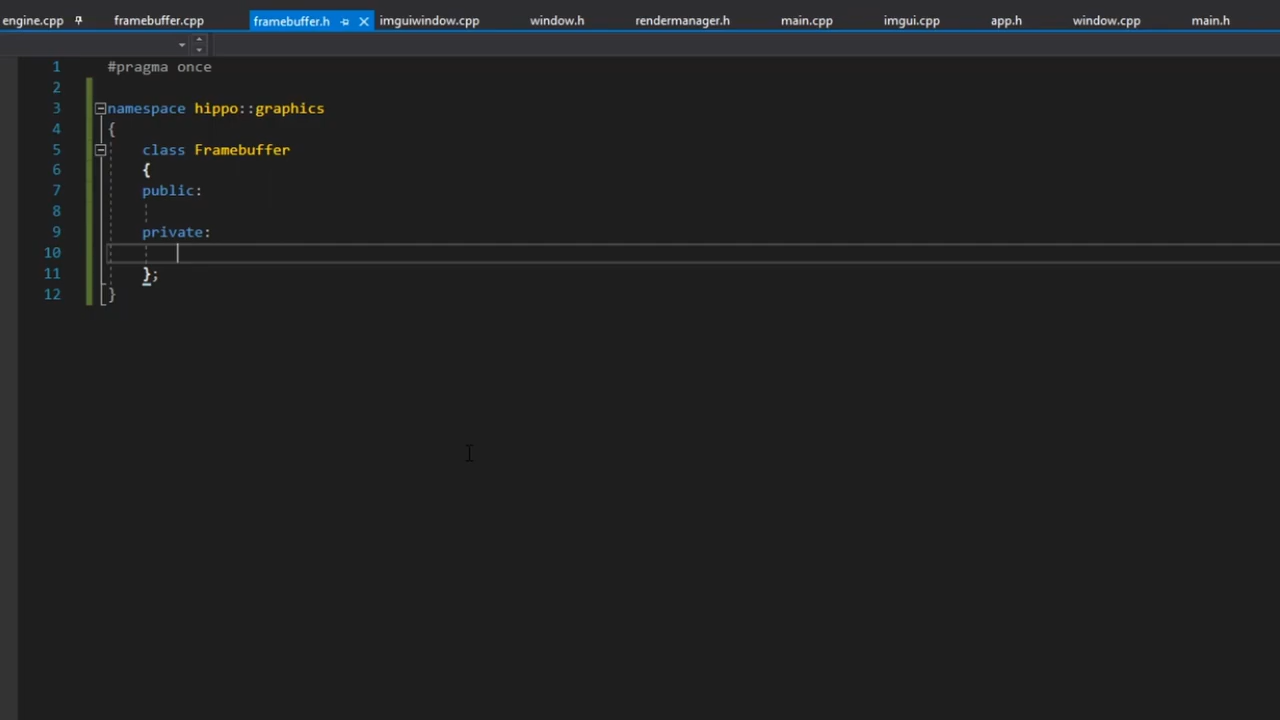 engine.cpp framebuffer.cpp framebuffer.h imguiwindow.cpp window.h rendermanager.h main.cpp imgui.cpp app.h window.cpp main.h
1 #pragma once
2
3 namespace hippo::graphics
4 {
5 class Framebuffer
6 {
7 public:
8
9 private:
10
11 };
12 }